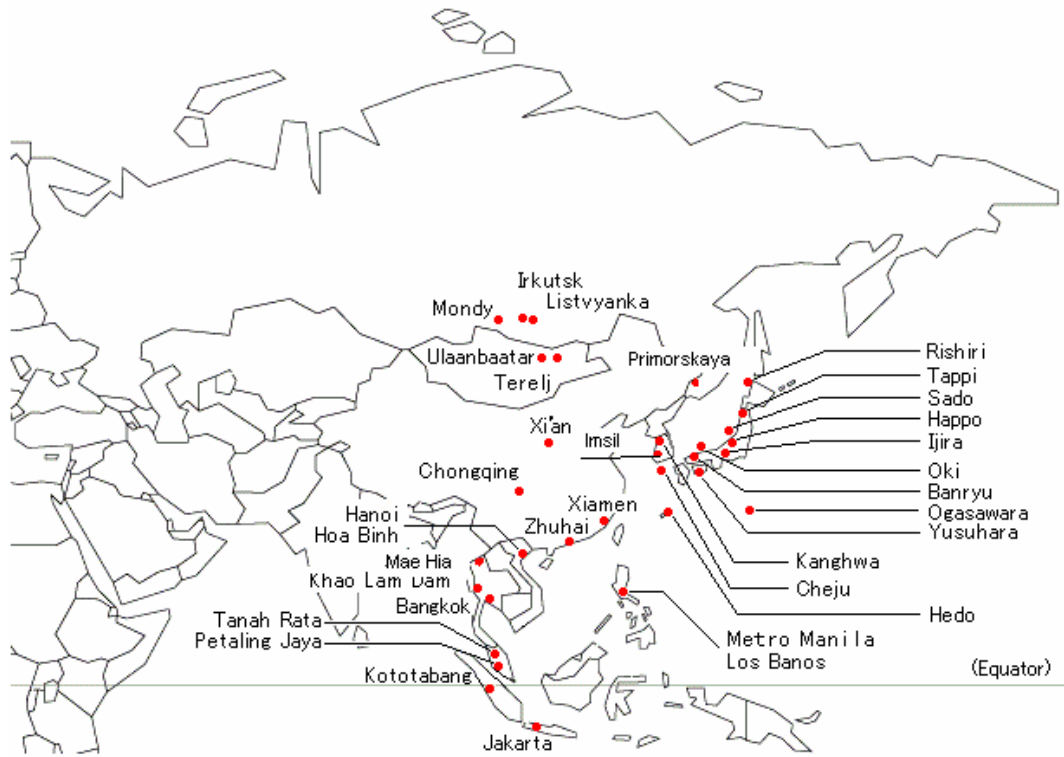 Irkutsk
Mondy
Listvyanka
Ulaanbaatar
Terelj
Primorskaya
Rishiri
Tappi
Sado
Happo
Ijira
Oki
Banryu
Ogasawara
Yusuhara
Xi'an
Imsil
Chongqing
Xiamen
Hanoi
Hoa Binh
Zhuhai
Mae Hia
Khao Lam Dam
Bangkok
Kanghwa
Cheju
Hedo
Tanah Rata
Petaling Jaya
Metro Manila
Los Banos
Kototabang
(Equator)
Jakarta